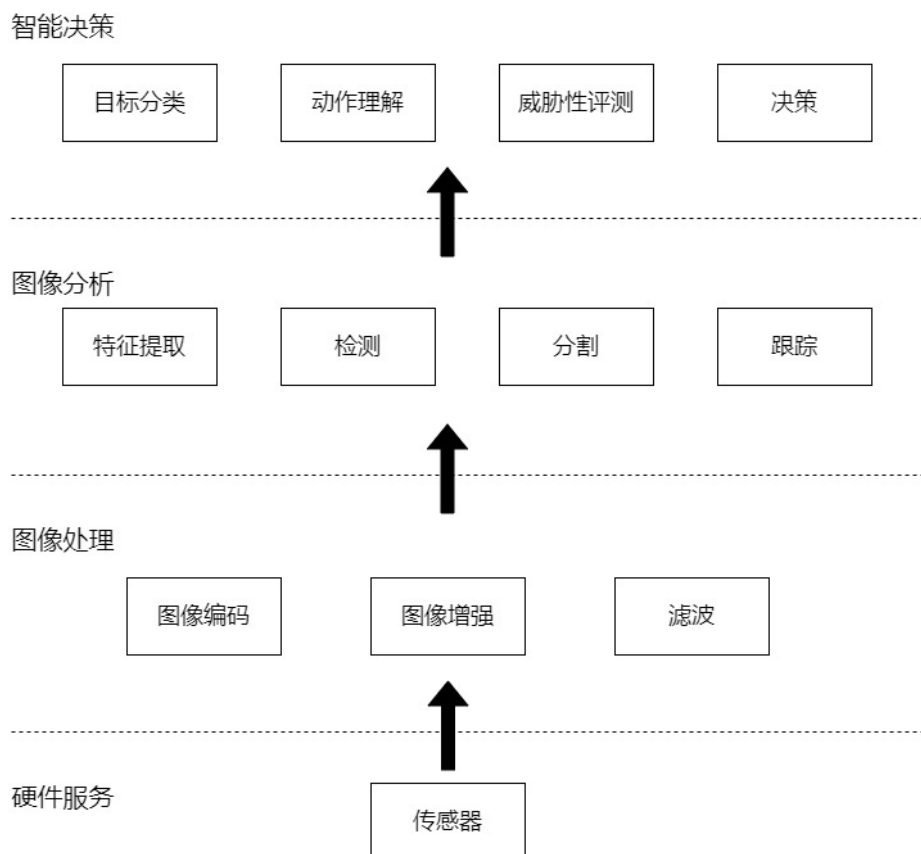 智能决策
目标分类 动作理解 威胁性评测 决策
图像分析
特征提取 检测 分割 跟踪
图像处理
图像编码 图像增强 滤波
硬件服务
传感器